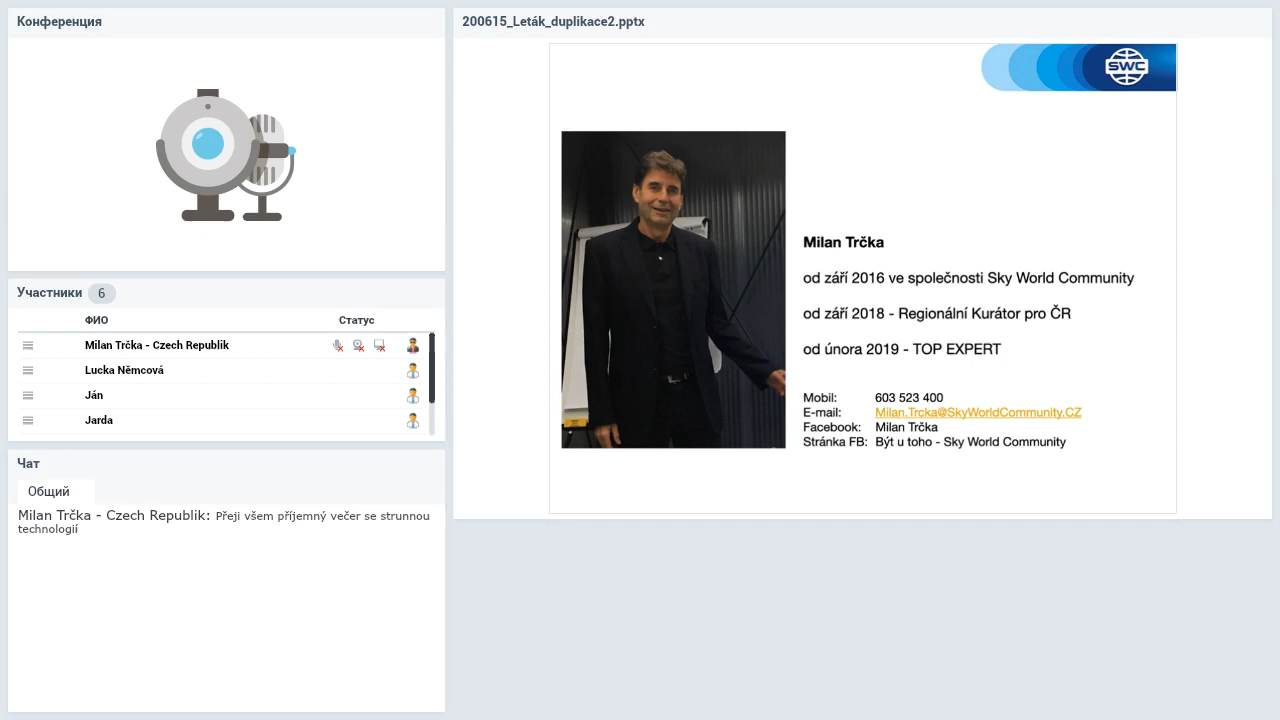 Конференция
Участники 6
ФИО Статус
Milan Trčka - Czech Republik
Lucka Němcová
Ján
Jarda
Чат
Общий
Milan Trčka - Czech Republik: Přeji všem příjemný večer se strunnou
technologií
200615_Leták_duplikace2.pptx
SWC
Milan Trčka
od září 2016 ve společnosti Sky World Community
od září 2018 - Regionální Kurátor pro ČR
od února 2019 - TOP EXPERT
Mobil: 603 523 400
E-mail: Milan.Trcka@SkyWorldCommunity.CZ
Facebook: Milan Trčka
Stránka FB: Být u toho - Sky World Community